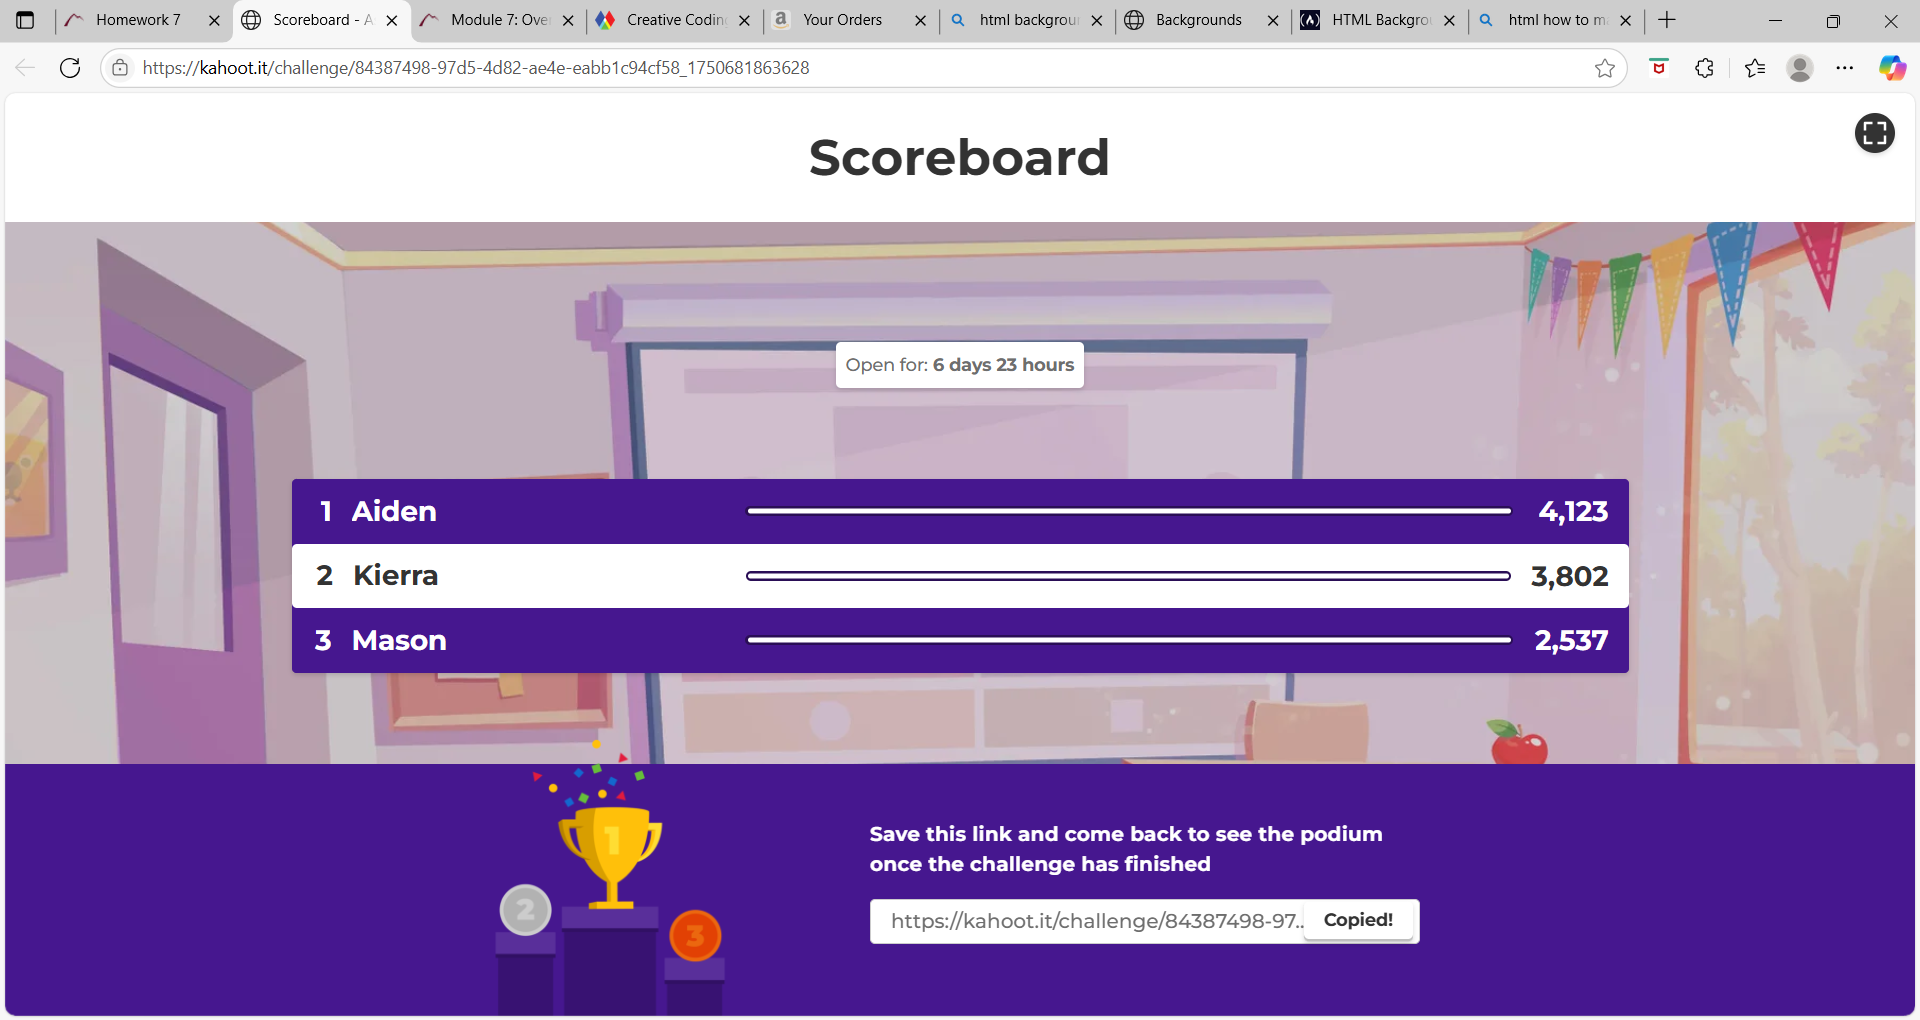 Homework 7
Scoreboard - A
Module 7: Ove
Creative Codin
Your Orders
html backgrou
Backgrounds
HTML Backgro
html how to m
https://kahoot.it/challenge/84387498-97d5-4d82-ae4e-eabb1c94cf58_1750681863628
Scoreboard
Open for: 6 days 23 hours
1 Aiden 4,123
2 Kierra 3,802
3 Mason 2,537
1
2
3
Save this link and come back to see the podium
once the challenge has finished
https://kahoot.it/challenge/84387498-97.. Copied!